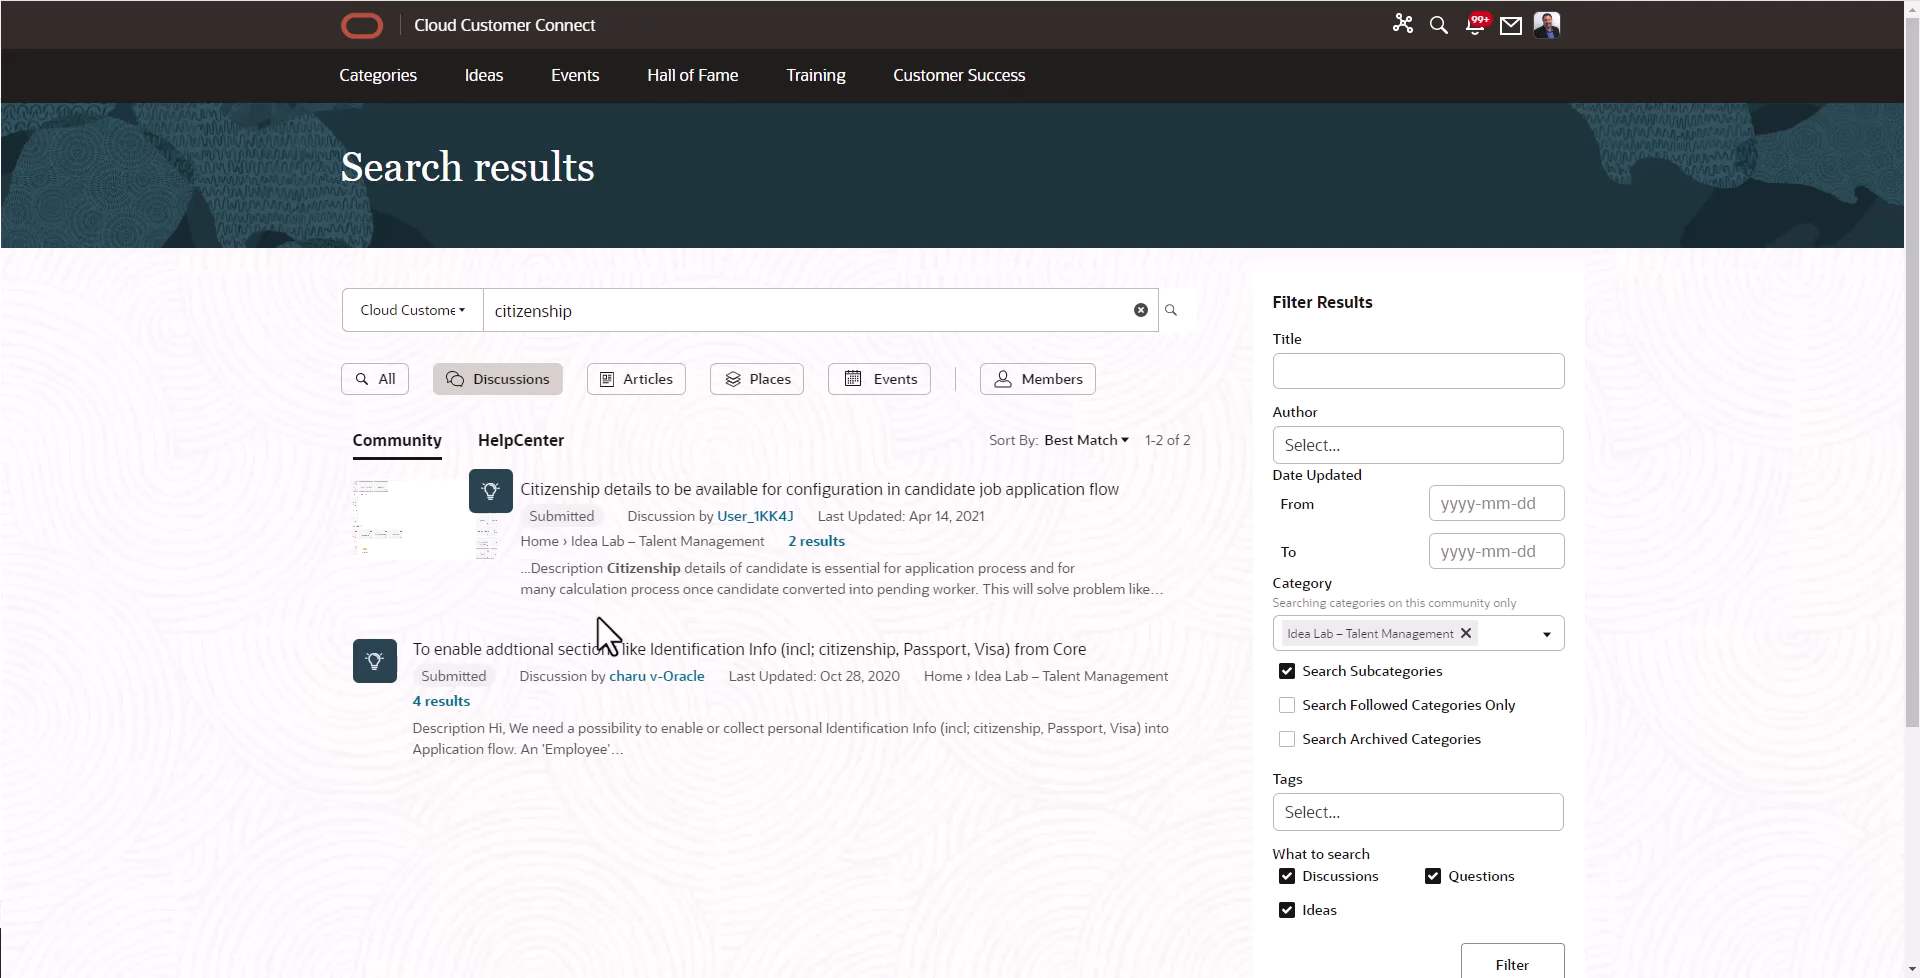 Cloud Customer Connect
99+
Categories Ideas Events Hall of Fame Training Customer Success
Search results
Cloud Custome citizenship
All Discussions Articles Places Events Members
Community HelpCenter Sort By: Best Match 1-2 of 2
Citizenship details to be available for configuration in candidate job application flow
Submitted Discussion by User_1KK4J Last Updated: Apr 14, 2021
Home › Idea Lab – Talent Management 2 results
...Description Citizenship details of candidate is essential for application process and for
many calculation process once candidate converted into pending worker. This will solve problem like…
To enable addtional sections like Identification Info (incl; citizenship, Passport, Visa) from Core
Submitted Discussion by charu v-Oracle Last Updated: Oct 28, 2020 Home › Idea Lab – Talent Management
4 results
Description Hi, We need a possibility to enable or collect personal Identification Info (incl; citizenship, Passport, Visa) into
Application flow. An 'Employee'…
Filter Results
Title
Author
Select...
Date Updated
From yyyy-mm-dd
To yyyy-mm-dd
Category
Searching categories on this community only
Idea Lab – Talent Management
Search Subcategories
Search Followed Categories Only
Search Archived Categories
Tags
Select...
What to search
Discussions Questions
Ideas
Filter